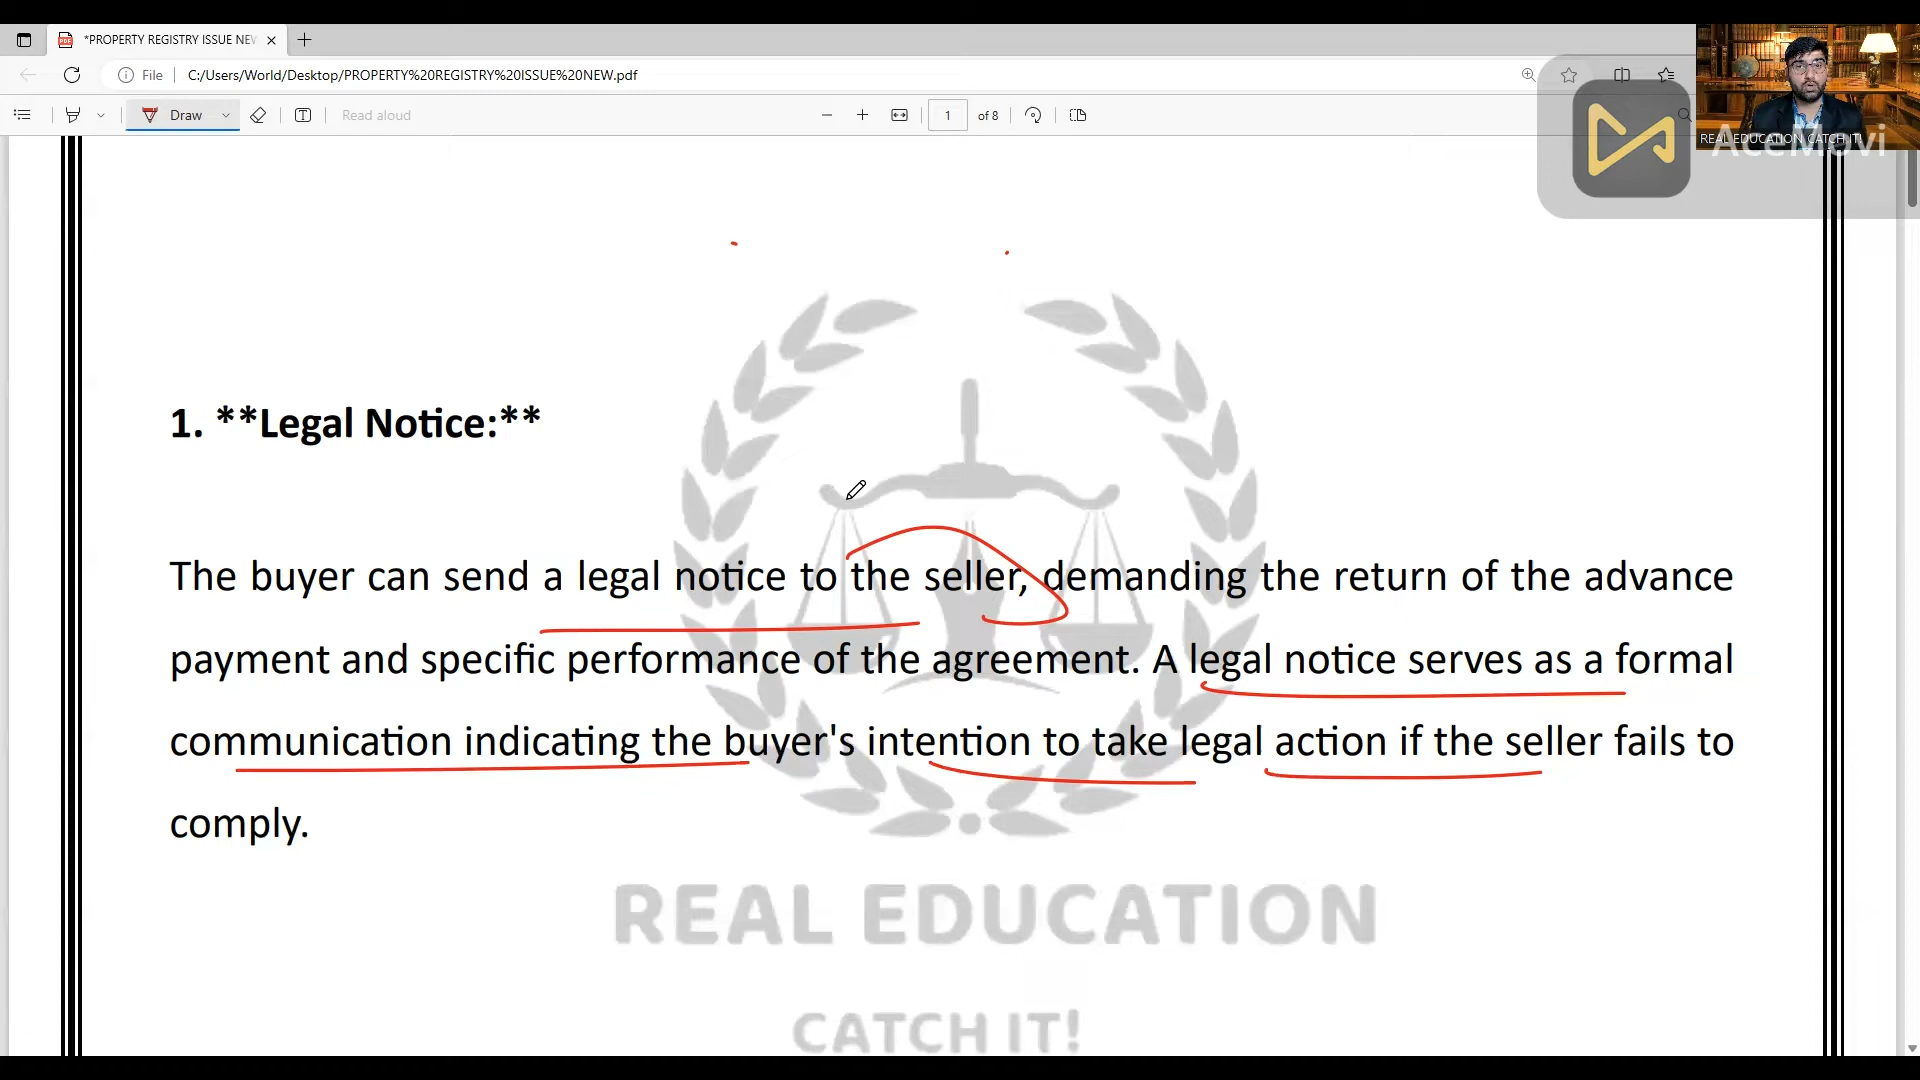 *PROPERTY REGISTRY ISSUE NEW
File
C:/Users/World/Desktop/PROPERTY%20REGISTRY%20ISSUE%20NEW.pdf
Draw
Read aloud
1
of 8
REAL EDUCATION CATCH IT!
AceMovi
1. **Legal Notice:**
The buyer can send a legal notice to the seller, demanding the return of the advance
payment and specific performance of the agreement. A legal notice serves as a formal
communication indicating the buyer's intention to take legal action if the seller fails to
comply.
REAL EDUCATION
CATCH IT!